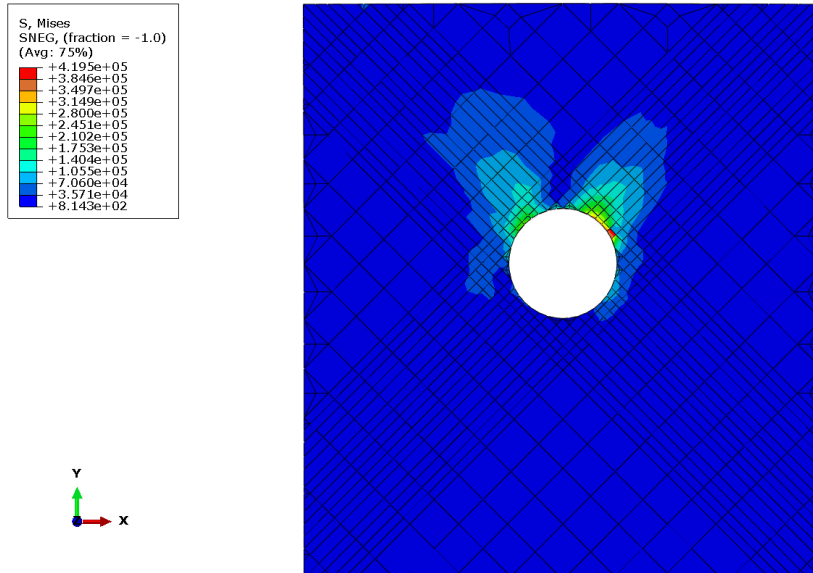 S, Mises
SNEG, (fraction = -1.0)
(Avg: 75%)
+4.195e+05
+3.846e+05
+3.497e+05
+3.149e+05
+2.800e+05
+2.451e+05
+2.102e+05
+1.753e+05
+1.404e+05
+1.055e+05
+7.060e+04
+3.571e+04
+8.143e+02
Y
X